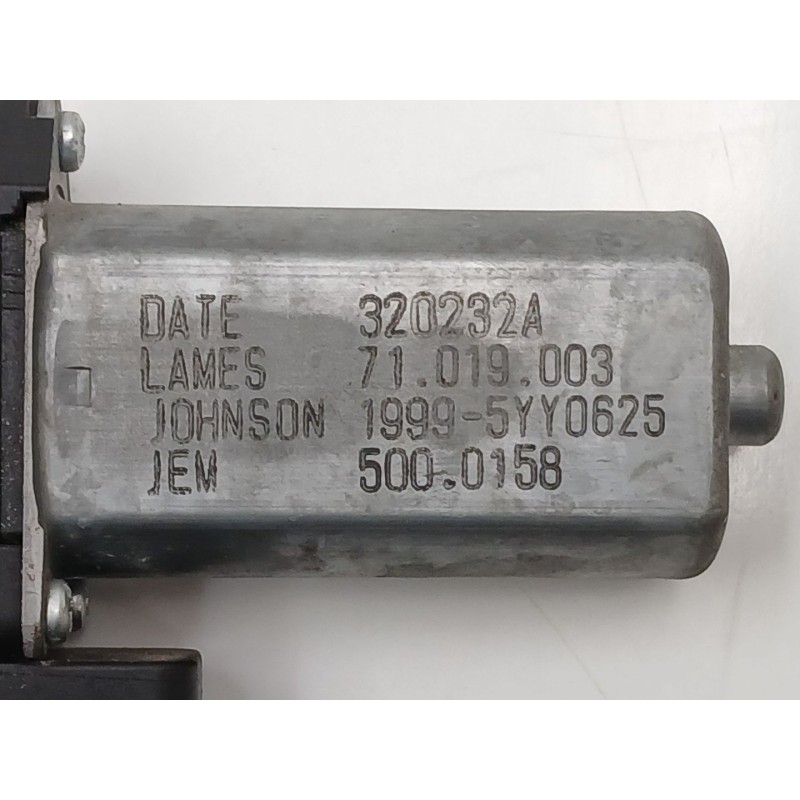 DATE 320232A
LAMES 71.019.003
JOHNSON 1999-5YY0625
JEM 500.0158